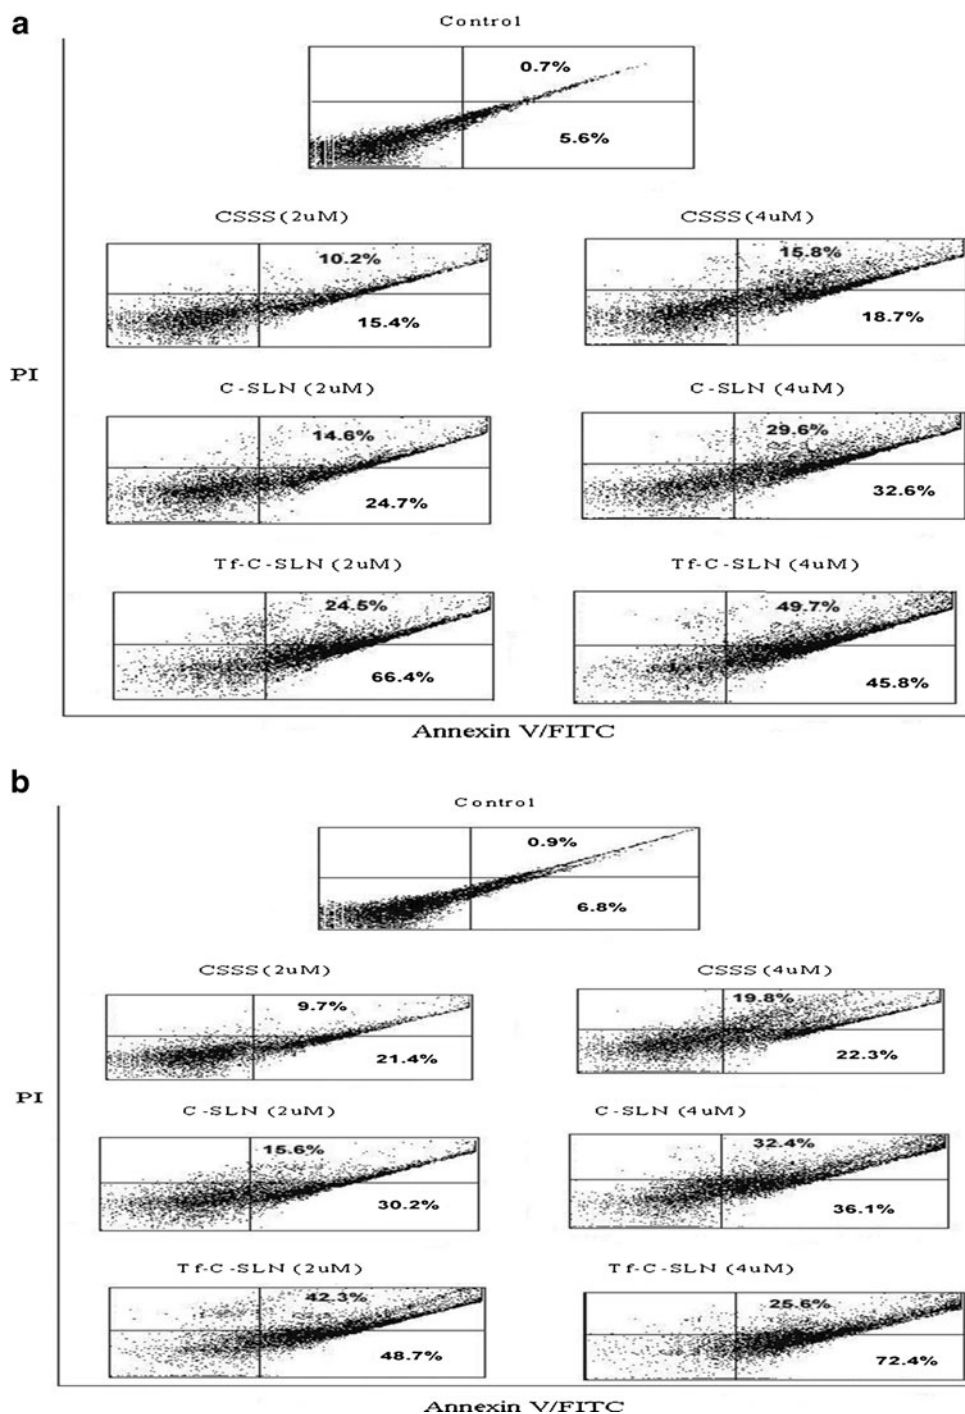 a
Control
0.7%
5.6%
CSSS (2uM) CSSS (4uM)
10.2% 15.8%
15.4% 18.7%
PI
C-SLN (2uM) C-SLN (4uM)
14.6% 29.6%
24.7% 32.6%
Tf-C-SLN (2uM) Tf-C-SLN (4uM)
24.5% 49.7%
66.4% 45.8%
Annexin V/FITC
b
Control
0.9%
6.8%
CSSS (2uM) CSSS (4uM)
9.7% 19.8%
21.4% 22.3%
PI
C-SLN (2uM) C-SLN (4uM)
15.6% 32.4%
30.2% 36.1%
Tf-C-SLN (2uM) Tf-C-SLN (4uM)
42.3% 25.6%
48.7% 72.4%
Annexin V/FITC